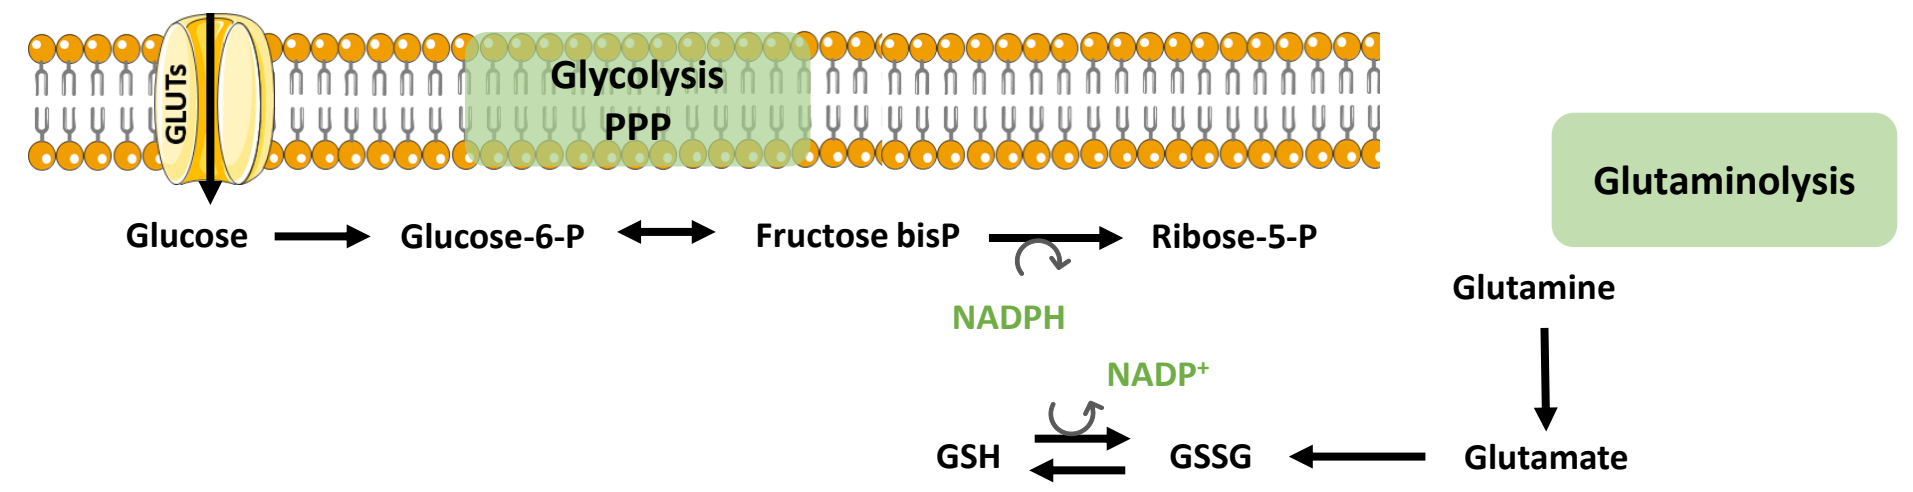 GLUTs
Glycolysis
PPP
Glutaminolysis
Glucose
Glucose-6-P
Fructose bisP
Ribose-5-P
Glutamine
NADPH
NADP⁺
GSH
GSSG
Glutamate